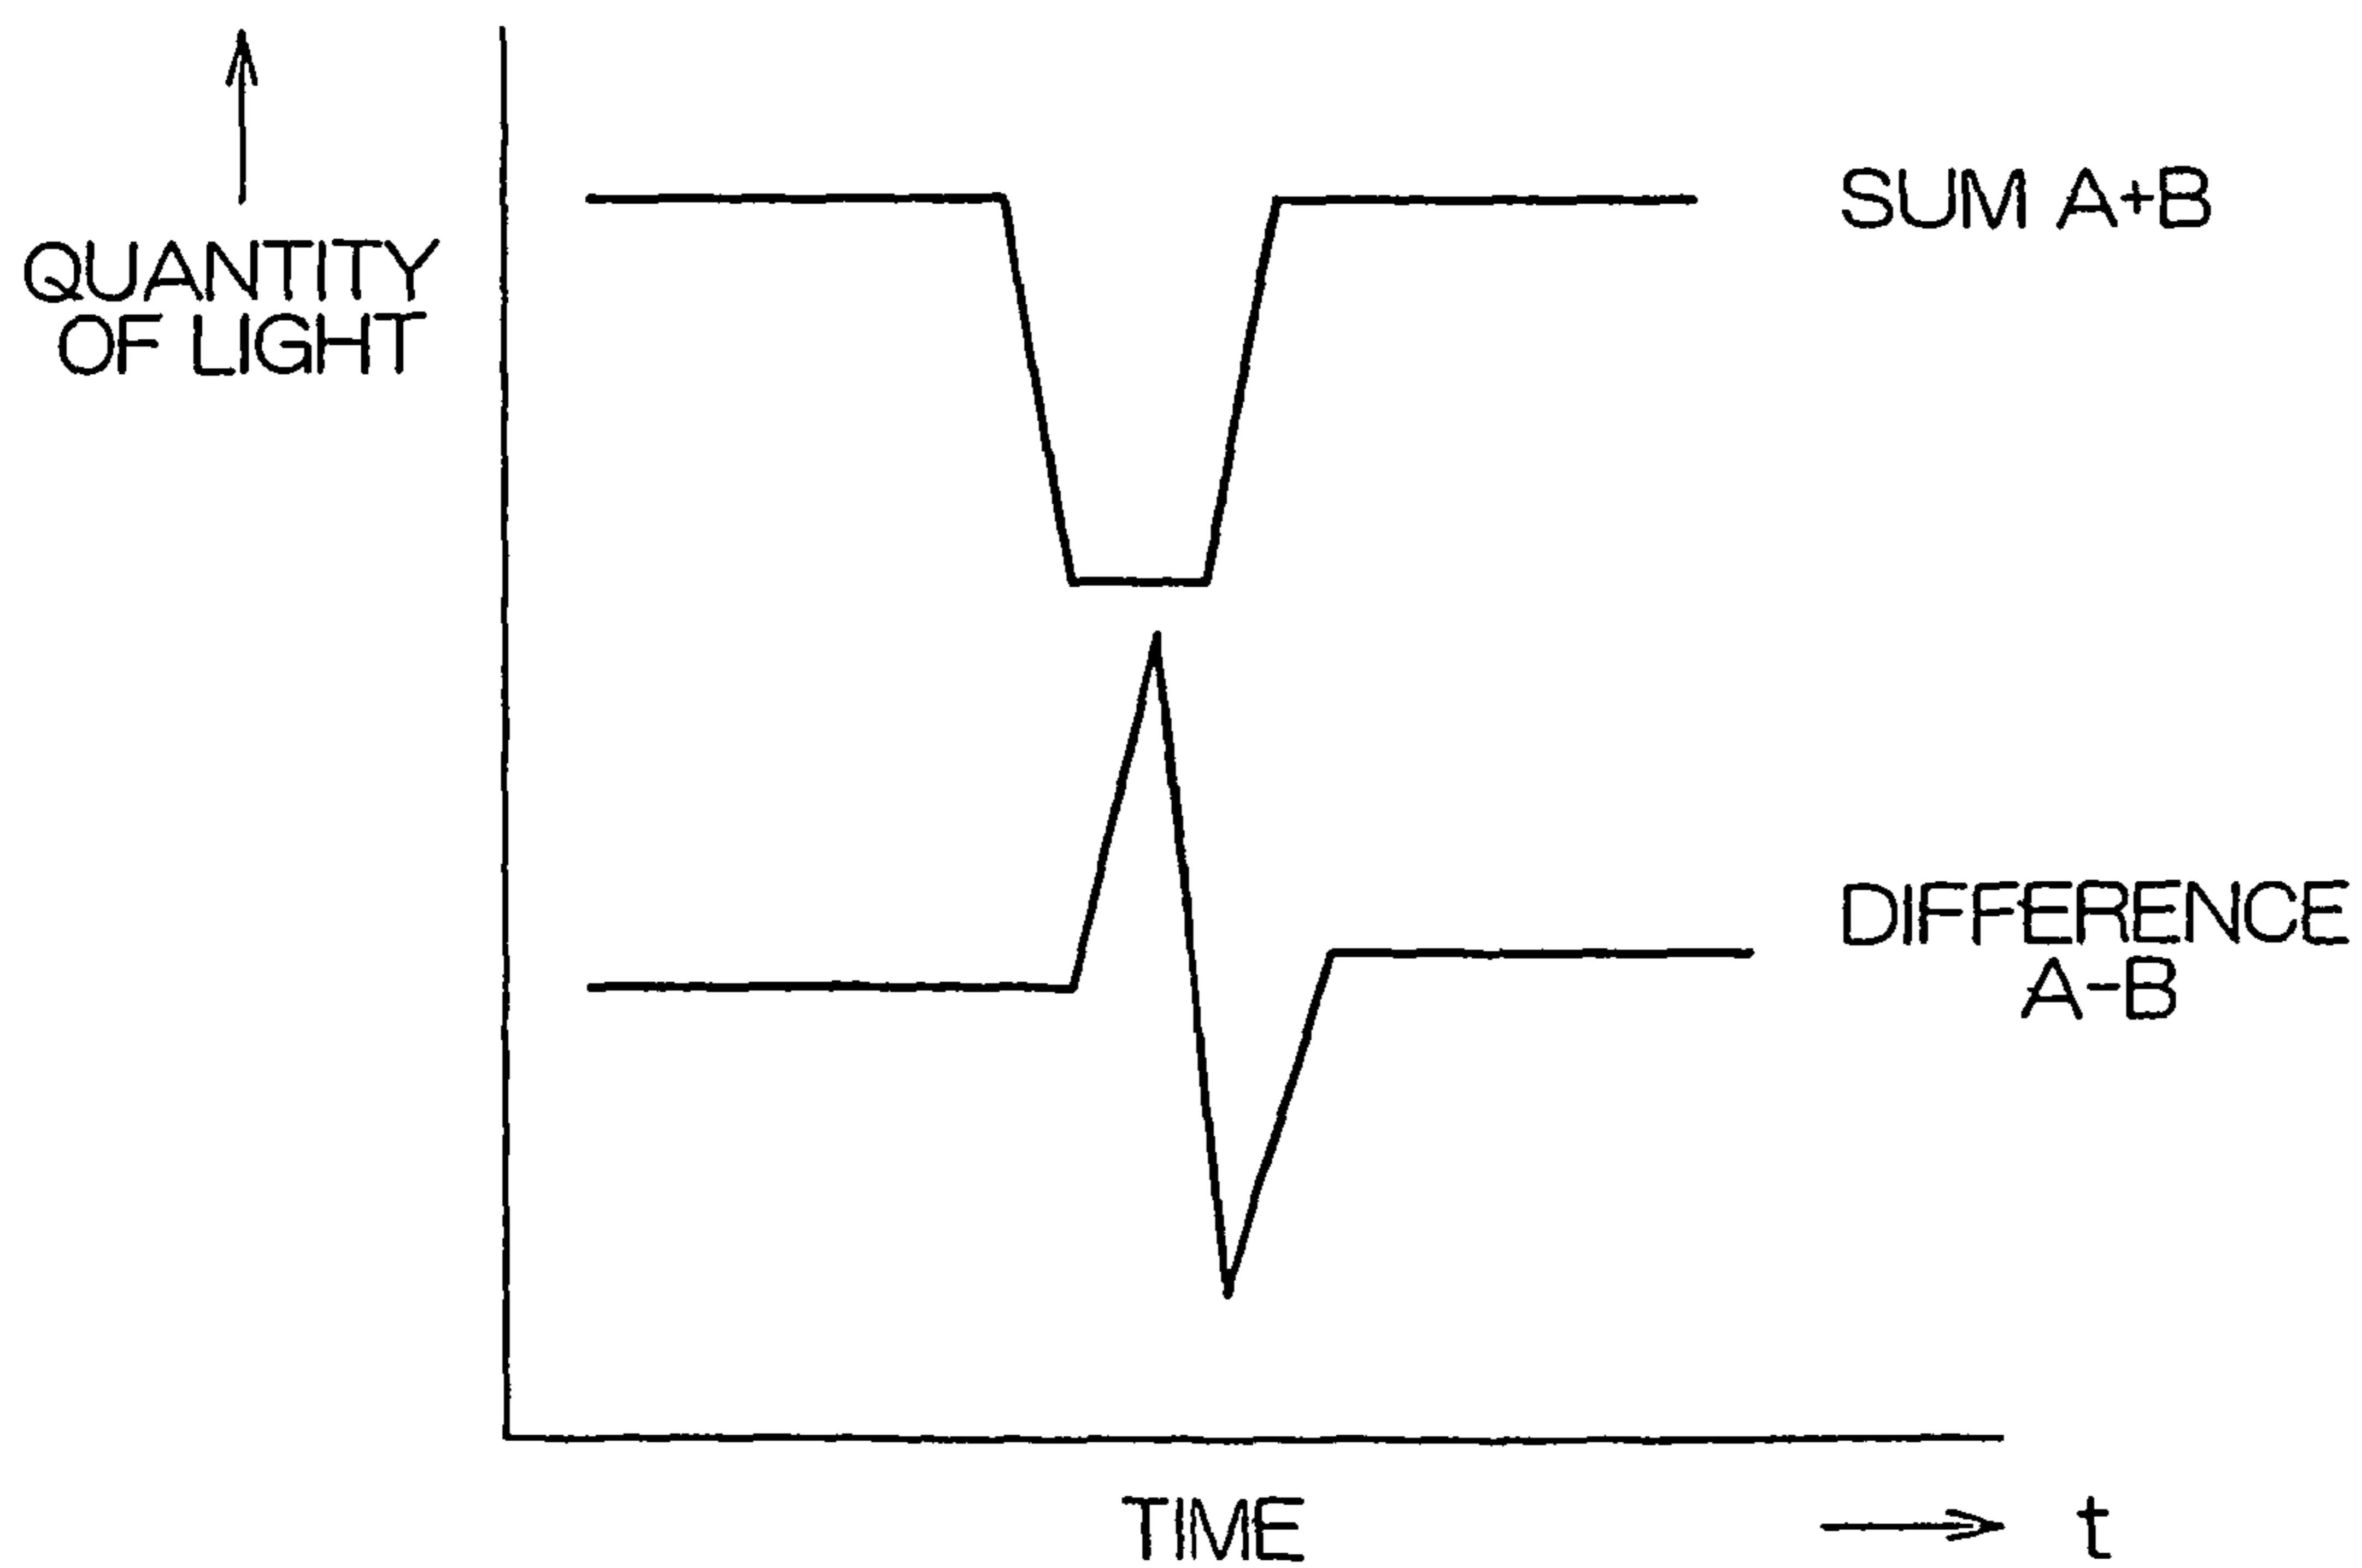 QUANTITY
OF LIGHT
SUM A+B
DIFFERENCE
A-B
TIME
t